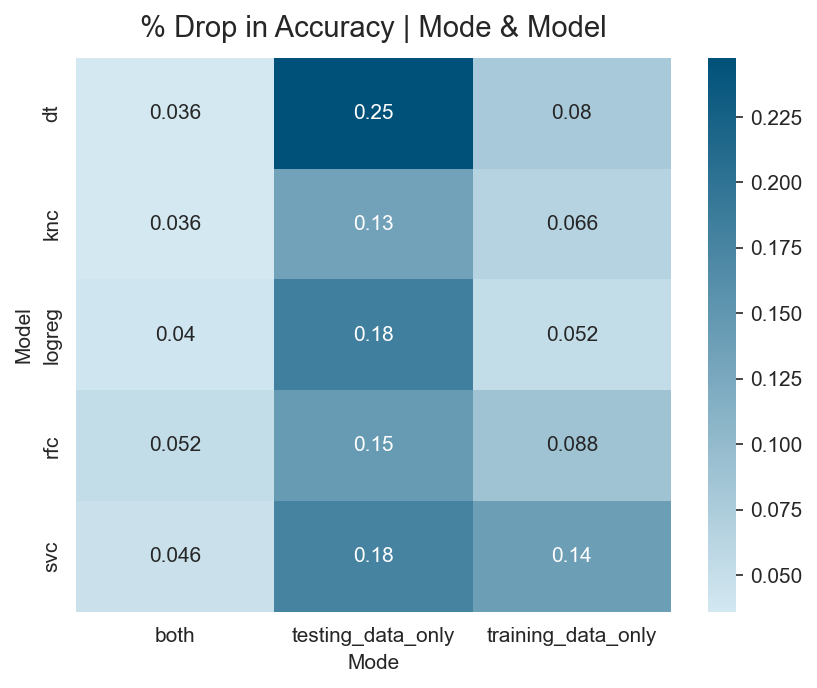 % Drop in Accuracy | Mode & Model
Model
dt
0.036
0.25
0.08
knc
0.036
0.13
0.066
logreg
0.04
0.18
0.052
rfc
0.052
0.15
0.088
svc
0.046
0.18
0.14
both
testing_data_only
training_data_only
Mode
0.225
0.200
0.175
0.150
0.125
0.100
0.075
0.050